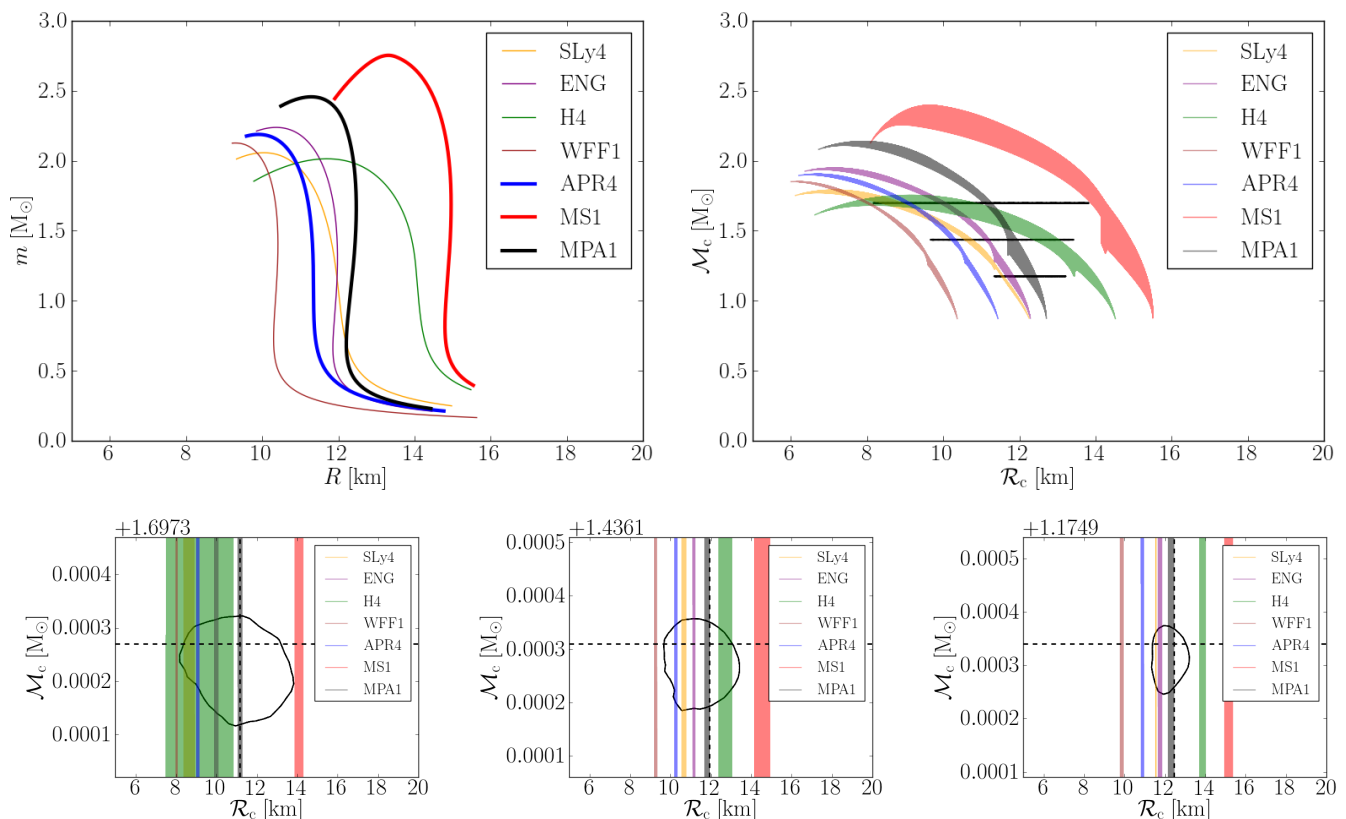 3.0
2.5
2.0
1.5
1.0
0.5
0.0
m [M⊙]
6 8 10 12 14 16 18 20
R [km]
SLy4
ENG
H4
WFF1
APR4
MS1
MPA1
3.0
2.5
2.0
1.5
1.0
0.5
0.0
ℳc [M⊙]
6 8 10 12 14 16 18 20
ℛc [km]
SLy4
ENG
H4
WFF1
APR4
MS1
MPA1
+1.6973
0.0004
0.0003
0.0002
0.0001
ℳc [M⊙]
6 8 10 12 14 16 18 20
ℛc [km]
SLy4
ENG
H4
WFF1
APR4
MS1
MPA1
+1.4361
0.0005
0.0004
0.0003
0.0002
0.0001
ℳc [M⊙]
6 8 10 12 14 16 18 20
ℛc [km]
SLy4
ENG
H4
WFF1
APR4
MS1
MPA1
+1.1749
0.0005
0.0004
0.0003
0.0002
0.0001
ℳc [M⊙]
6 8 10 12 14 16 18 20
ℛc [km]
SLy4
ENG
H4
WFF1
APR4
MS1
MPA1